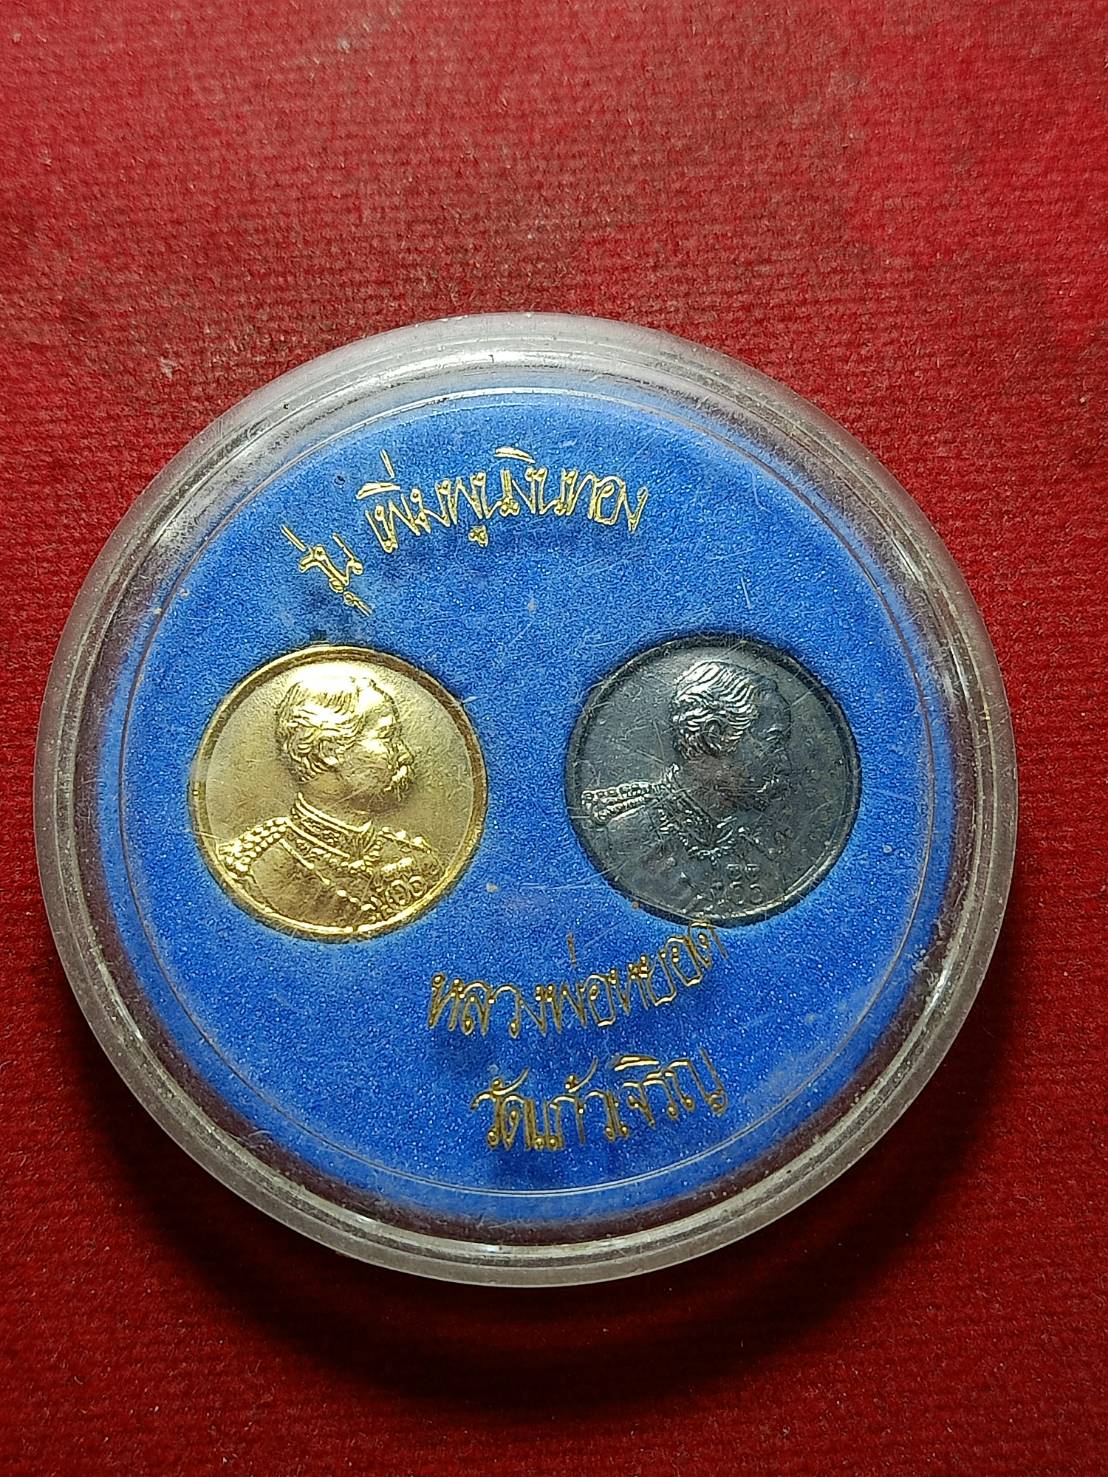 รุ่น เพิ่มพูนเงินทอง
หลวงพ่อหยอด
วัดแก้วเจริญ